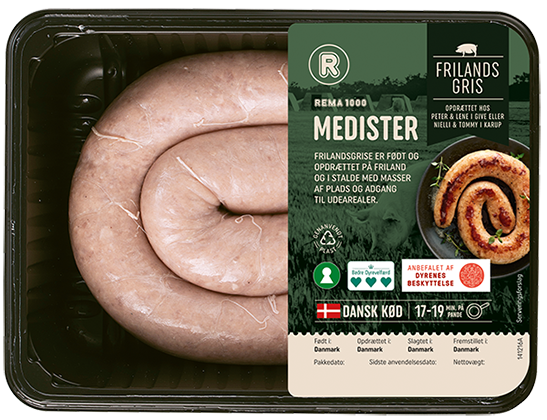 R
REMA 1000
MEDISTER
FRILANDSGRISE ER FØDT OG
OPDRÆTTET PÅ FRILAND
OG I STALDE MED MASSER
AF PLADS OG ADGANG
TIL UDEAREALER.
FRILANDS
GRIS
OPDRÆTTET HOS
PETER & LENE I GIVE ELLER
NIELLI & TOMMY I KARUP
GENANVENDT
PLAST
Bedre Dyrevelfærd
ANBEFALET AF
DYRENES
BESKYTTELSE
DANSK KØD
17-19 MIN. PÅ
PANDE
Serveringsforslag
Født i: Opdrættet i: Slagtet i: Fremstillet i:
Danmark Danmark Danmark Danmark
Pakkedato: Sidste anvendelsesdato: Nettovægt:
141216A